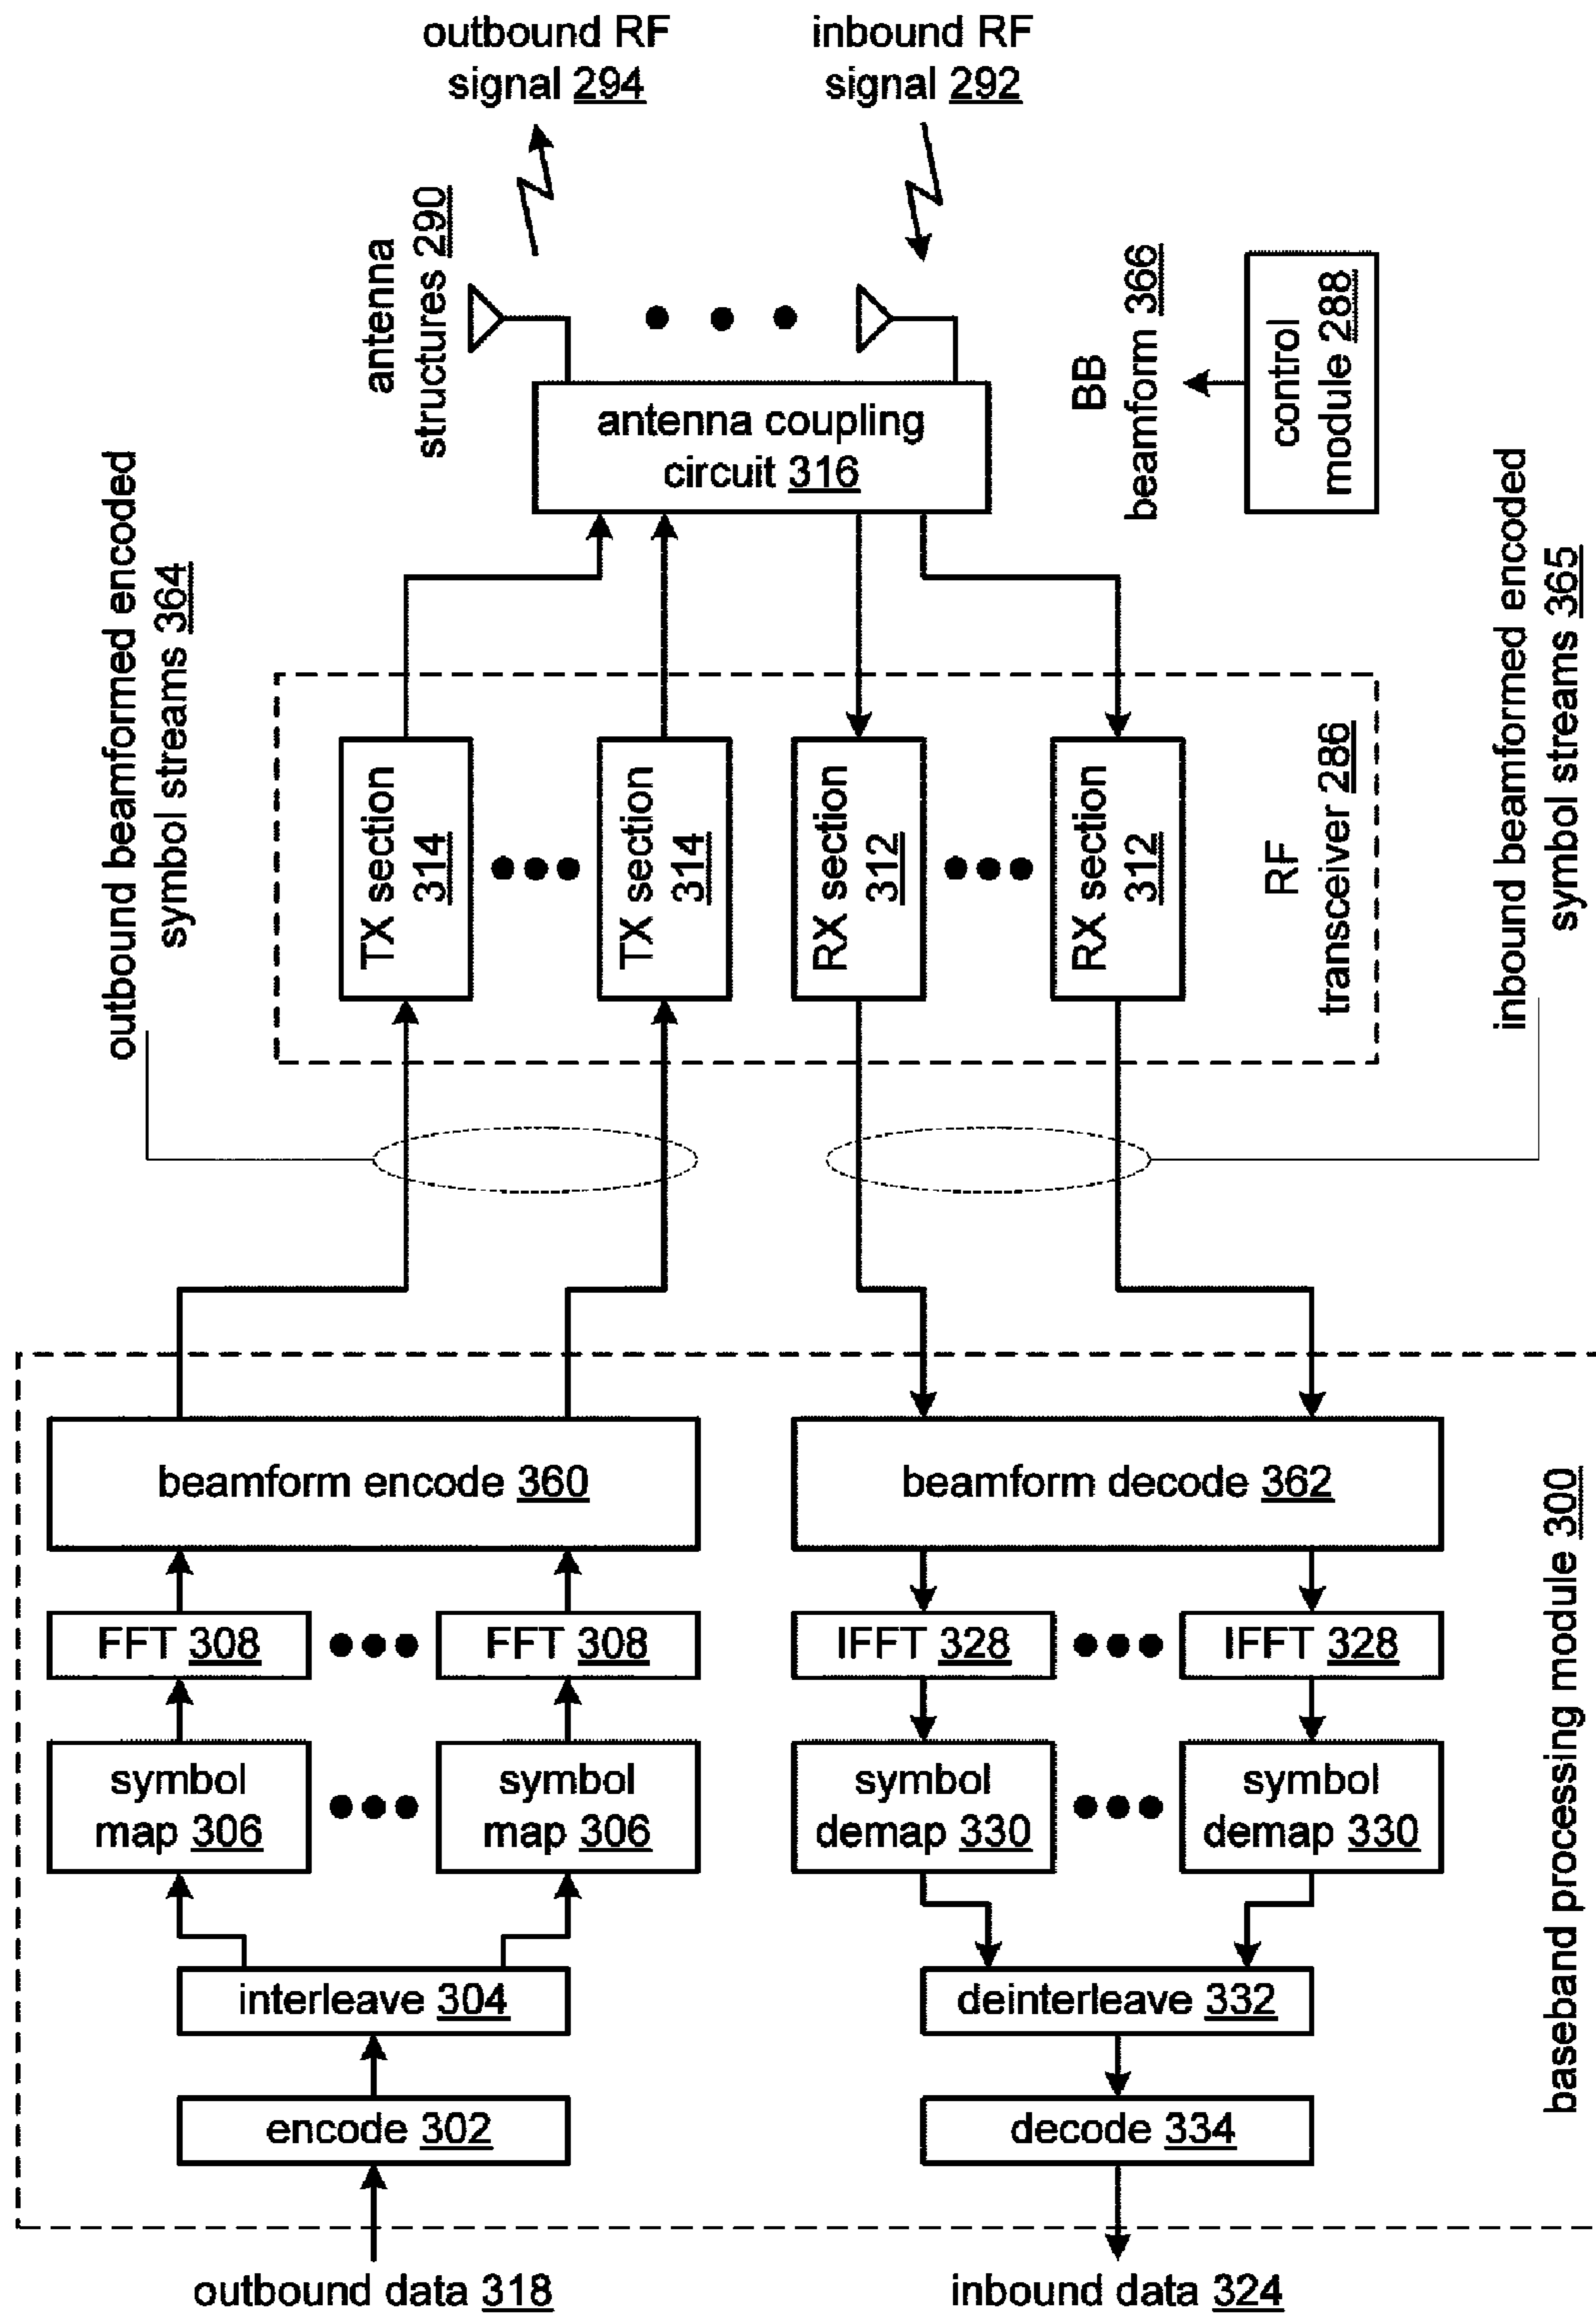 outbound RF
signal 294
inbound RF
signal 292
antenna
structures 290
antenna coupling
circuit 316
BB
beamform 366
control
module 288
outbound beamformed encoded
symbol streams 364
inbound beamformed encoded
symbol streams 365
TX section
314
TX section
314
RX section
312
RX section
312
RF
transceiver 286
beamform encode 360
beamform decode 362
FFT 308
FFT 308
IFFT 328
IFFT 328
symbol
map 306
symbol
map 306
symbol
demap 330
symbol
demap 330
interleave 304
deinterleave 332
encode 302
decode 334
baseband processing module 300
outbound data 318
inbound data 324